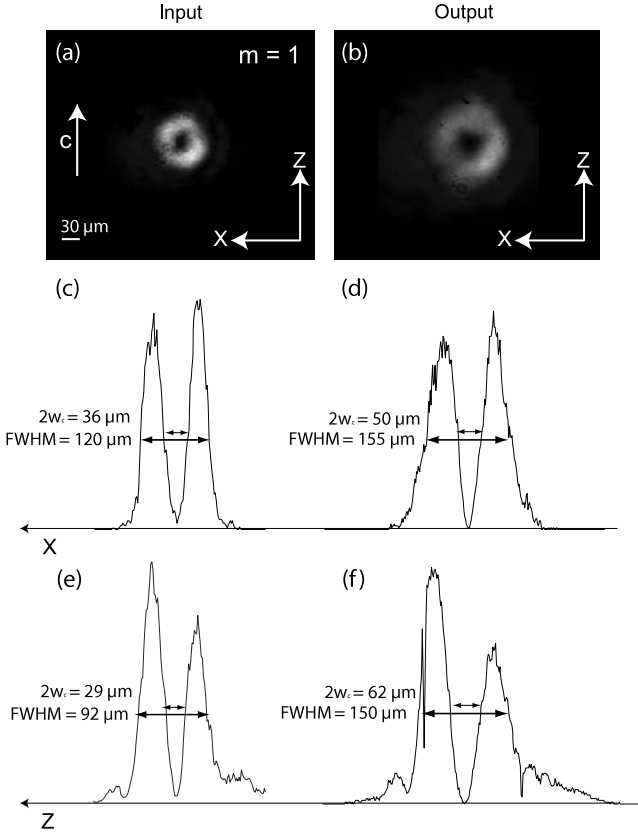 Input
Output
(a)
m = 1
(b)
c
Z
Z
30 µm
X
X
(c)
(d)
2wc = 36 µm
FWHM = 120 µm
2wc = 50 µm
FWHM = 155 µm
X
(e)
(f)
2wc = 29 µm
FWHM = 92 µm
2wc = 62 µm
FWHM = 150 µm
Z